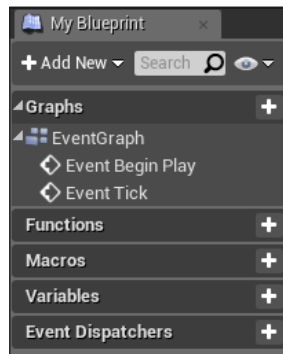 My Blueprint
Add New Search
Graphs
EventGraph
Event Begin Play
Event Tick
Functions
Macros
Variables
Event Dispatchers